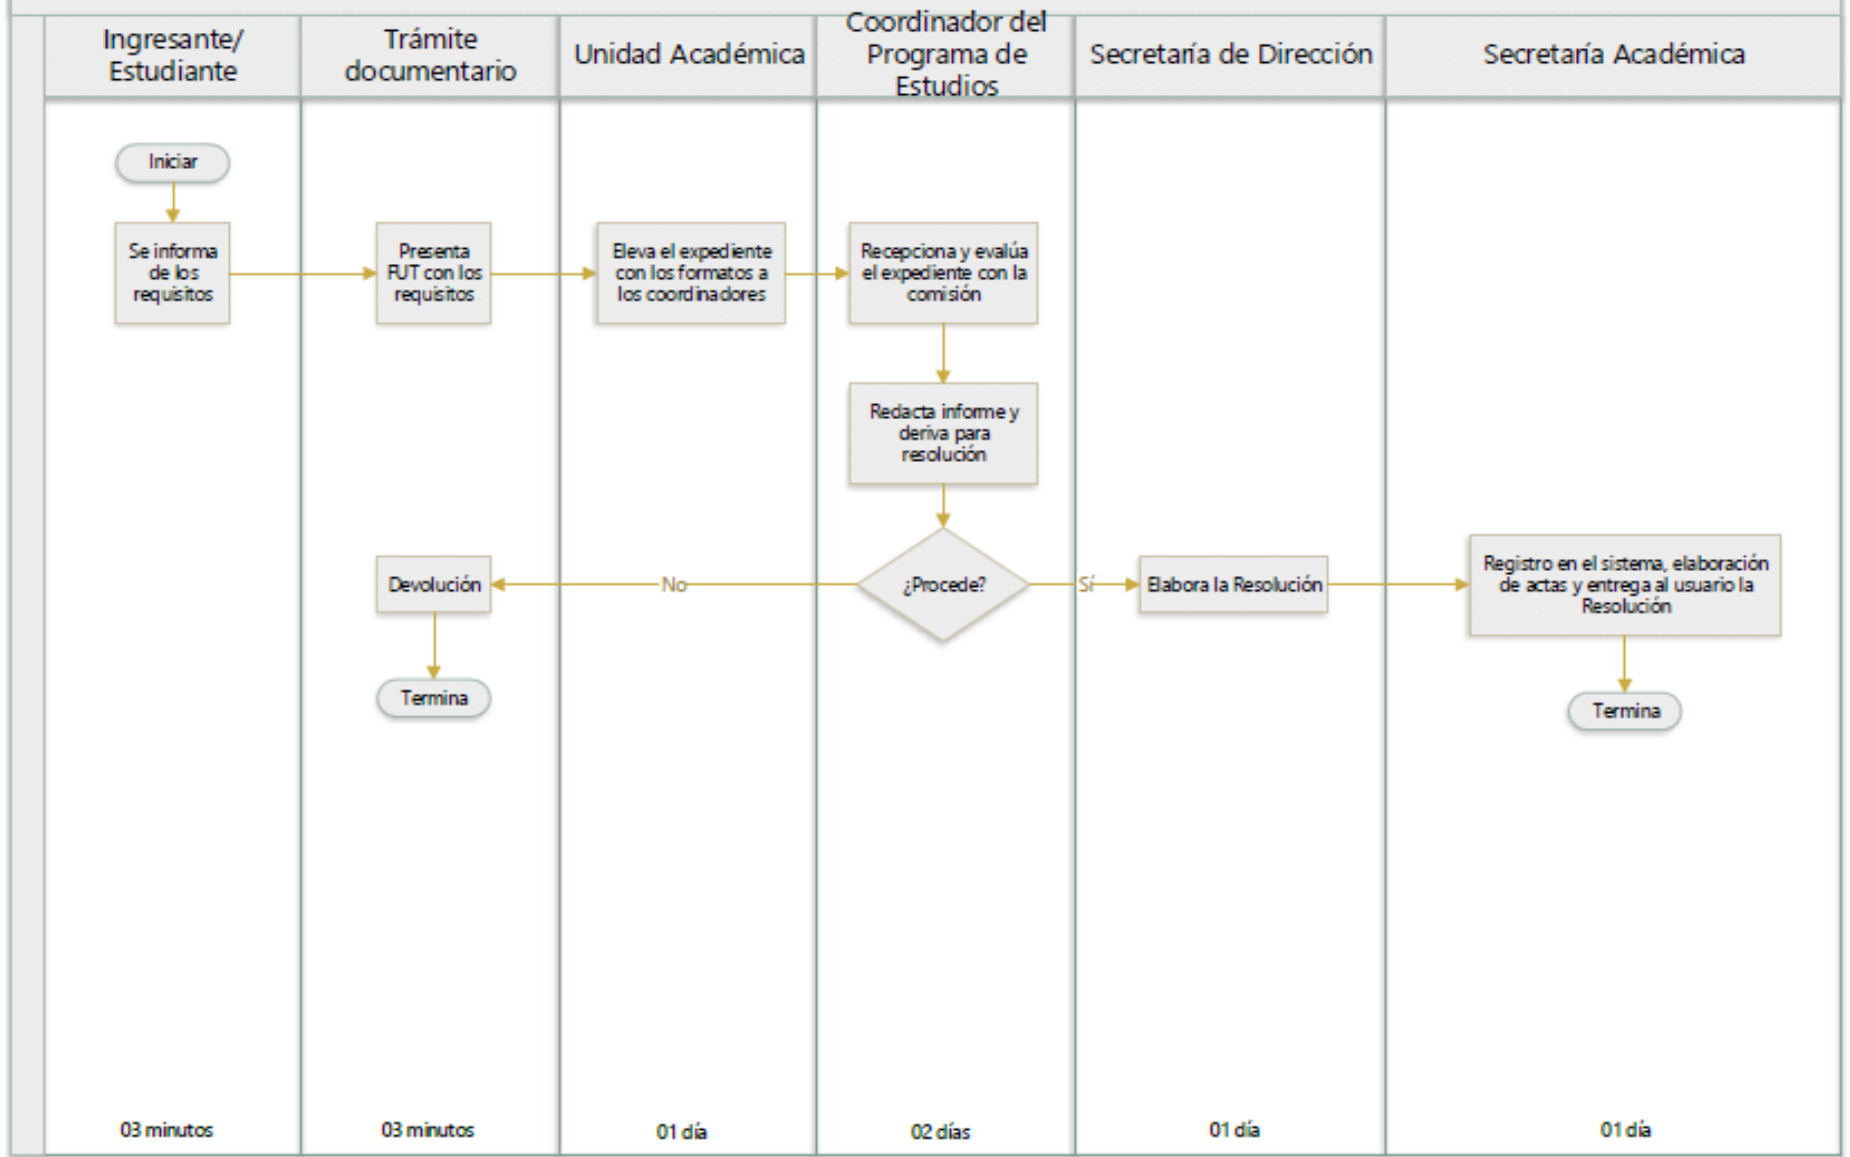 Ingresante/
Estudiante
Trámite
documentario
Unidad Académica
Coordinador del
Programa de
Estudios
Secretaría de Dirección
Secretaría Académica
Iniciar
Se informa
de los
requisitos
Presenta
FUT con los
requisitos
Eleva el expediente
con los formatos a
los coordinadores
Recepciona y evalúa
el expediente con la
comisión
Redacta informe y
deriva para
resolución
Devolución
No
¿Procede?
Sí
Elabora la Resolución
Registro en el sistema, elaboración
de actas y entrega al usuario la
Resolución
Termina
Termina
03 minutos
03 minutos
01 día
02 días
01 día
01 día